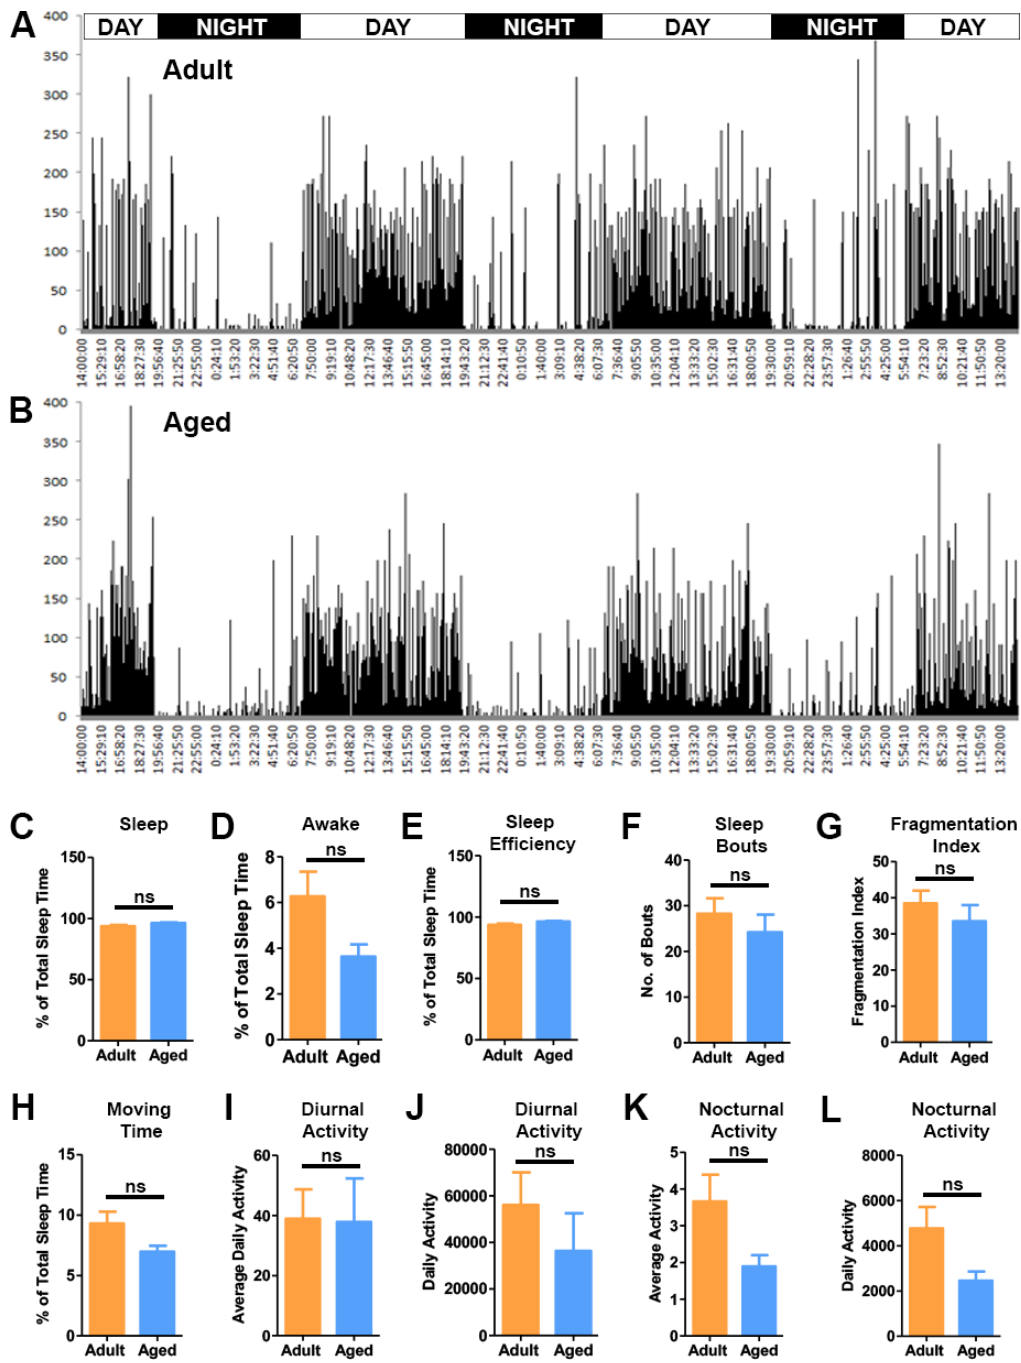 A
DAY NIGHT DAY NIGHT DAY NIGHT DAY
Adult
400
350
300
250
200
150
100
50
0
14:00:00 15:29:10 16:58:20 18:27:30 19:56:40 21:25:50 22:55:00 0:24:10 1:53:20 3:22:30 4:51:40 6:20:50 7:50:00 9:19:10 10:48:20 12:17:30 13:46:40 15:15:50 16:45:00 18:14:10 19:43:20 21:12:30 22:41:40 0:10:50 1:40:00 3:09:10 4:38:20 6:07:30 7:36:40 9:05:50 10:35:00 12:04:10 13:33:20 15:02:30 16:31:40 18:00:50 19:30:00 20:59:10 22:28:20 23:57:30 1:26:40 2:55:50 4:25:00 5:54:10 7:23:20 8:52:30 10:21:40 11:50:50 13:20:00
B
Aged
400
350
300
250
200
150
100
50
0
14:00:00 15:29:10 16:58:20 18:27:30 19:56:40 21:25:50 22:55:00 0:24:10 1:53:20 3:22:30 4:51:40 6:20:50 7:50:00 9:19:10 10:48:20 12:17:30 13:46:40 15:15:50 16:45:00 18:14:10 19:43:20 21:12:30 22:41:40 0:10:50 1:40:00 3:09:10 4:38:20 6:07:30 7:36:40 9:05:50 10:35:00 12:04:10 13:33:20 15:02:30 16:31:40 18:00:50 19:30:00 20:59:10 22:28:20 23:57:30 1:26:40 2:55:50 4:25:00 5:54:10 7:23:20 8:52:30 10:21:40 11:50:50 13:20:00
C
Sleep
% of Total Sleep Time
150
100
50
0
ns
Adult Aged
D
Awake
% of Total Sleep Time
8
6
4
2
0
ns
Adult Aged
E
Sleep
Efficiency
% of Total Sleep Time
150
100
50
0
ns
Adult Aged
F
Sleep
Bouts
No. of Bouts
40
30
20
10
0
ns
Adult Aged
G
Fragmentation
Index
Fragmentation Index
50
40
30
20
10
0
ns
Adult Aged
H
Moving
Time
% of Total Sleep Time
15
10
5
0
ns
Adult Aged
I
Diurnal
Activity
Average Daily Activity
60
40
20
0
ns
Adult Aged
J
Diurnal
Activity
Daily Activity
80000
60000
40000
20000
0
ns
Adult Aged
K
Nocturnal
Activity
Average Activity
5
4
3
2
1
0
ns
Adult Aged
L
Nocturnal
Activity
Daily Activity
8000
6000
4000
2000
0
ns
Adult Aged